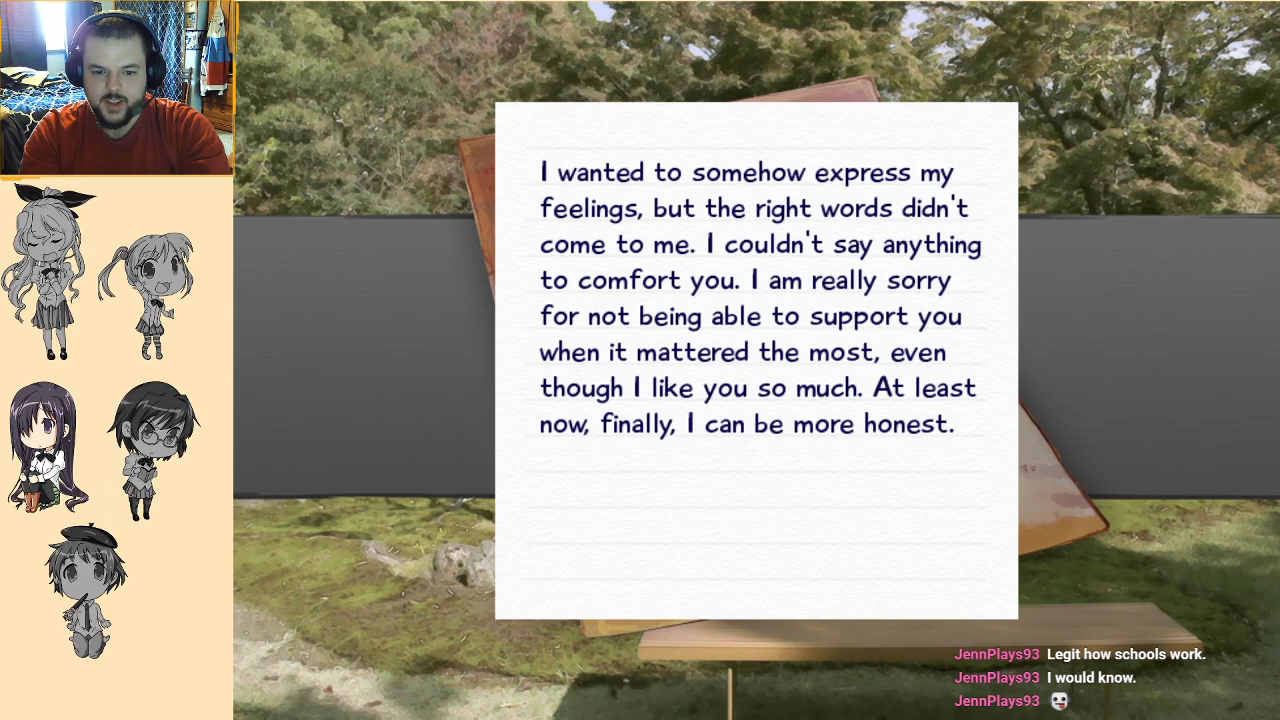 I wanted to somehow express my
feelings, but the right words didn't
come to me. I couldn't say anything
to comfort you. I am really sorry
for not being able to support you
when it mattered the most, even
though I like you so much. At least
now, finally, I can be more honest.
JennPlays93 Legit how schools work.
JennPlays93 I would know.
JennPlays93